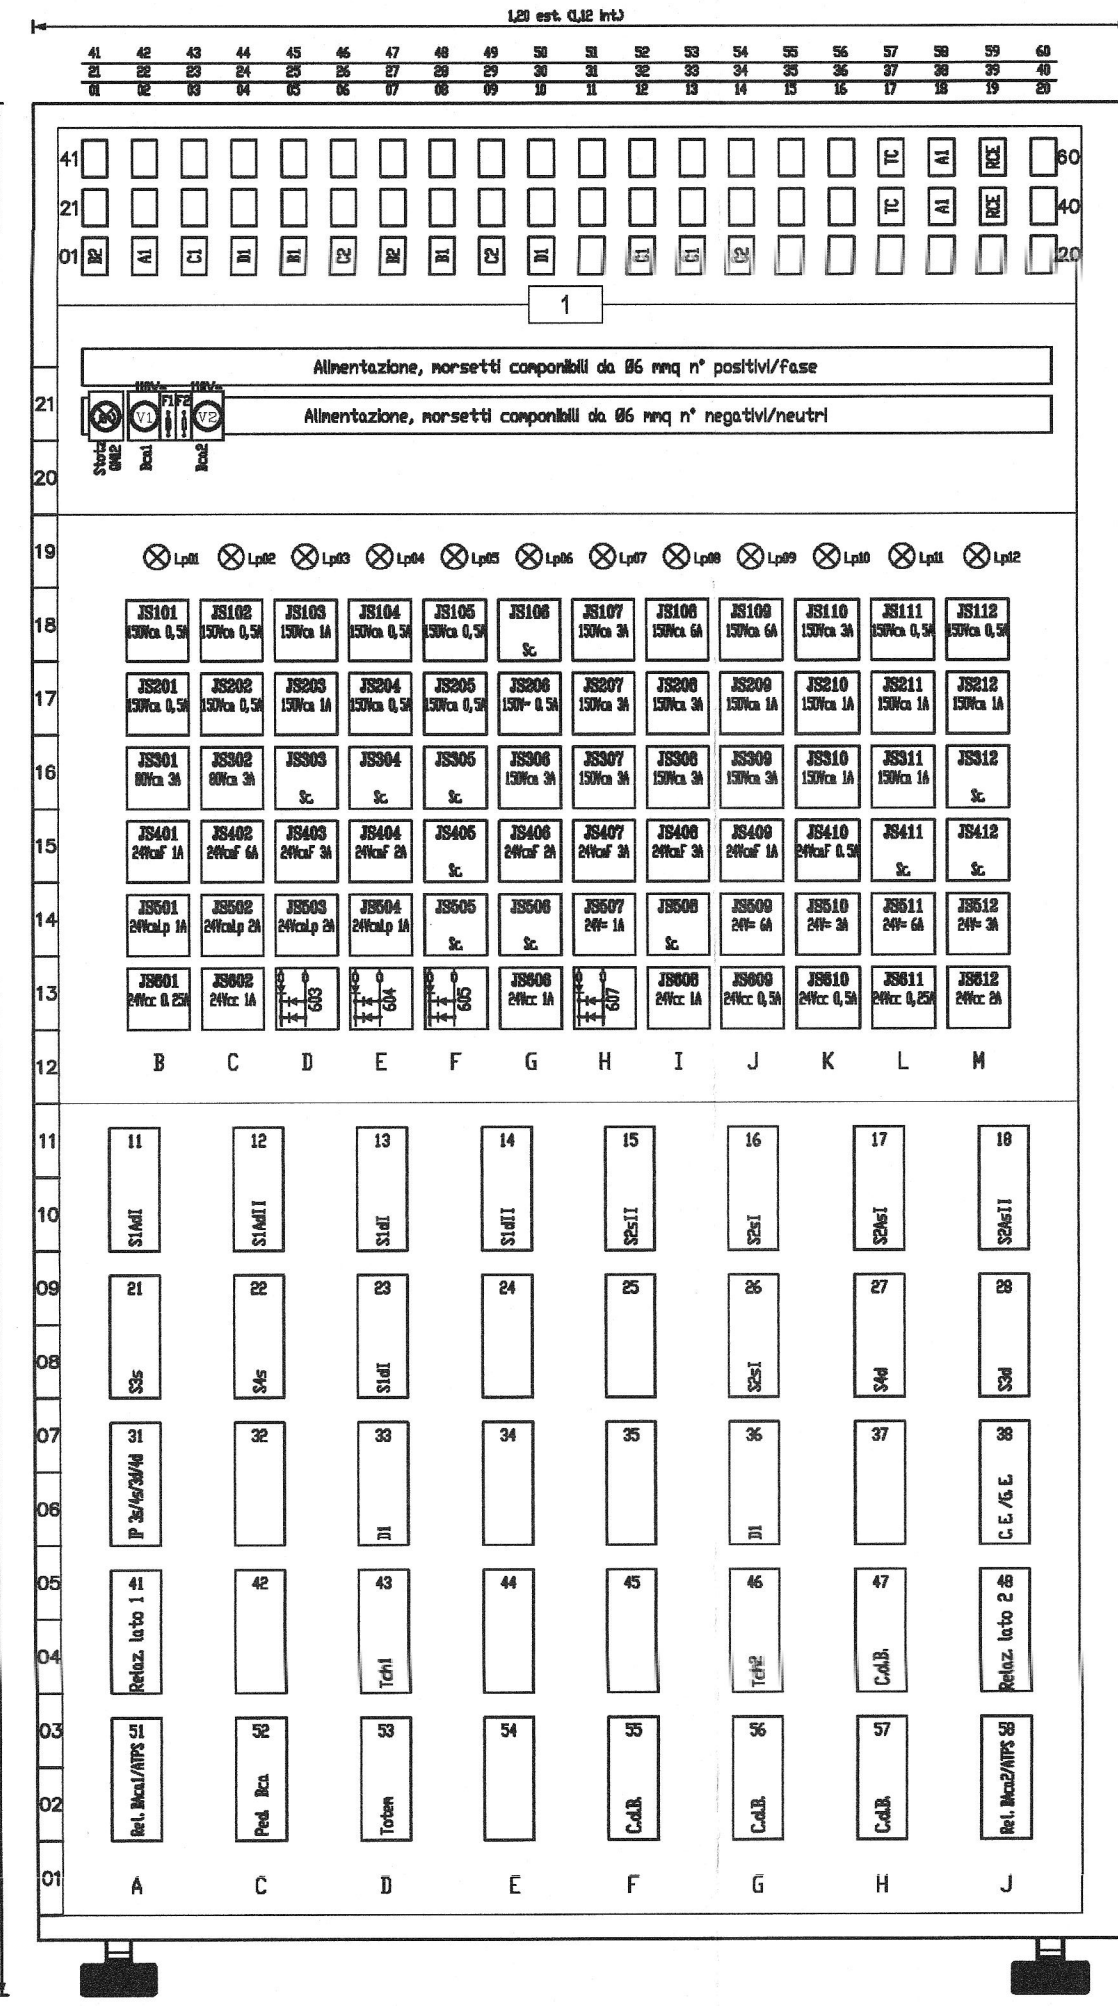 1,20 est. (1,12 int.)
41 42 43 44 45 46 47 48 49 50 51 52 53 54 55 56 57 58 59 60
21 22 23 24 25 26 27 28 29 30 31 32 33 34 35 36 37 38 39 40
01 02 03 04 05 06 07 08 09 10 11 12 13 14 15 16 17 18 19 20
41 TC A1 RCE 60
21 TC A1 RCE 40
01 B2 A1 C1 D1 B1 C2 B2 B1 C2 D1 C1 C1 C2 20
1
Alimentazione, morsetti componibili da Ø6 mmq n° positivi/fase
21 V1 F1 F2 V2 Alimentazione, morsetti componibili da Ø6 mmq n° negativi/neutri
Stotz Bca1 Bca2
20
19 Lp01 Lp02 Lp03 Lp04 Lp05 Lp06 Lp07 Lp08 Lp09 Lp10 Lp11 Lp12
18 JS101 JS102 JS103 JS104 JS105 JS106 JS107 JS108 JS109 JS110 JS111 JS112
150Vca 0,5A 150Vca 0,5A 150Vca 1A 150Vca 0,5A 150Vca 0,5A Sc. 150Vca 3A 150Vca 6A 150Vca 6A 150Vca 3A 150Vca 0,5A 150Vca 0,5A
17 JS201 JS202 JS203 JS204 JS205 JS206 JS207 JS208 JS209 JS210 JS211 JS212
150Vca 0,5A 150Vca 0,5A 150Vca 1A 150Vca 0,5A 150Vca 0,5A 150V~ 0.5A 150Vca 3A 150Vca 3A 150Vca 1A 150Vca 1A 150Vca 1A 150Vca 1A
16 JS301 JS302 JS303 JS304 JS305 JS306 JS307 JS308 JS309 JS310 JS311 JS312
80Vca 3A 80Vca 3A Sc. Sc. Sc. 150Vca 3A 150Vca 3A 150Vca 3A 150Vca 3A 150Vca 1A 150Vca 1A Sc.
15 JS401 JS402 JS403 JS404 JS405 JS406 JS407 JS408 JS409 JS410 JS411 JS412
24VcaF 1A 24VcaF 6A 24VcaF 3A 24VcaF 2A Sc. 24VcaF 2A 24VcaF 3A 24VcaF 3A 24VcaF 1A 24VcaF 0.5A Sc. Sc.
14 JS501 JS502 JS503 JS504 JS505 JS506 JS507 JS508 JS509 JS510 JS511 JS512
24VcaLp 1A 24VcaLp 2A 24VcaLp 2A 24VcaLp 1A Sc. Sc. 24V= 1A Sc. 24V= 6A 24V= 3A 24V= 6A 24V= 3A
13 JS601 JS602 603 604 605 JS606 607 JS608 JS609 JS610 JS611 JS612
24Vcc 0,25A 24Vcc 1A 24Vcc 1A 24Vcc 1A 24Vcc 0,5A 24Vcc 0,5A 24Vcc 0,25A 24Vcc 2A
12 B C D E F G H I J K L M
11 11 12 13 14 15 16 17 18
10 S1AdI S1AdII S1dI S1dII S2sII S2sI S2AsI S2AsII
09 21 22 23 24 25 26 27 28
08 S3s S4s S1dI S2sI S4d S3d
07 31 32 33 34 35 36 37 38
06 IP 3s/4s/3d/4d D1 D1 C.E./G.E.
05 41 42 43 44 45 46 47 48
04 Relaz. lato 1 Tch1 Tch2 C.d.B. Relaz. lato 2
03 51 52 53 54 55 56 57 58
02 Rel. BAca1/ATPS Ped. Bca Totem C.d.B. C.d.B. C.d.B. Rel. BAca2/ATPS
01 A C D E F G H J